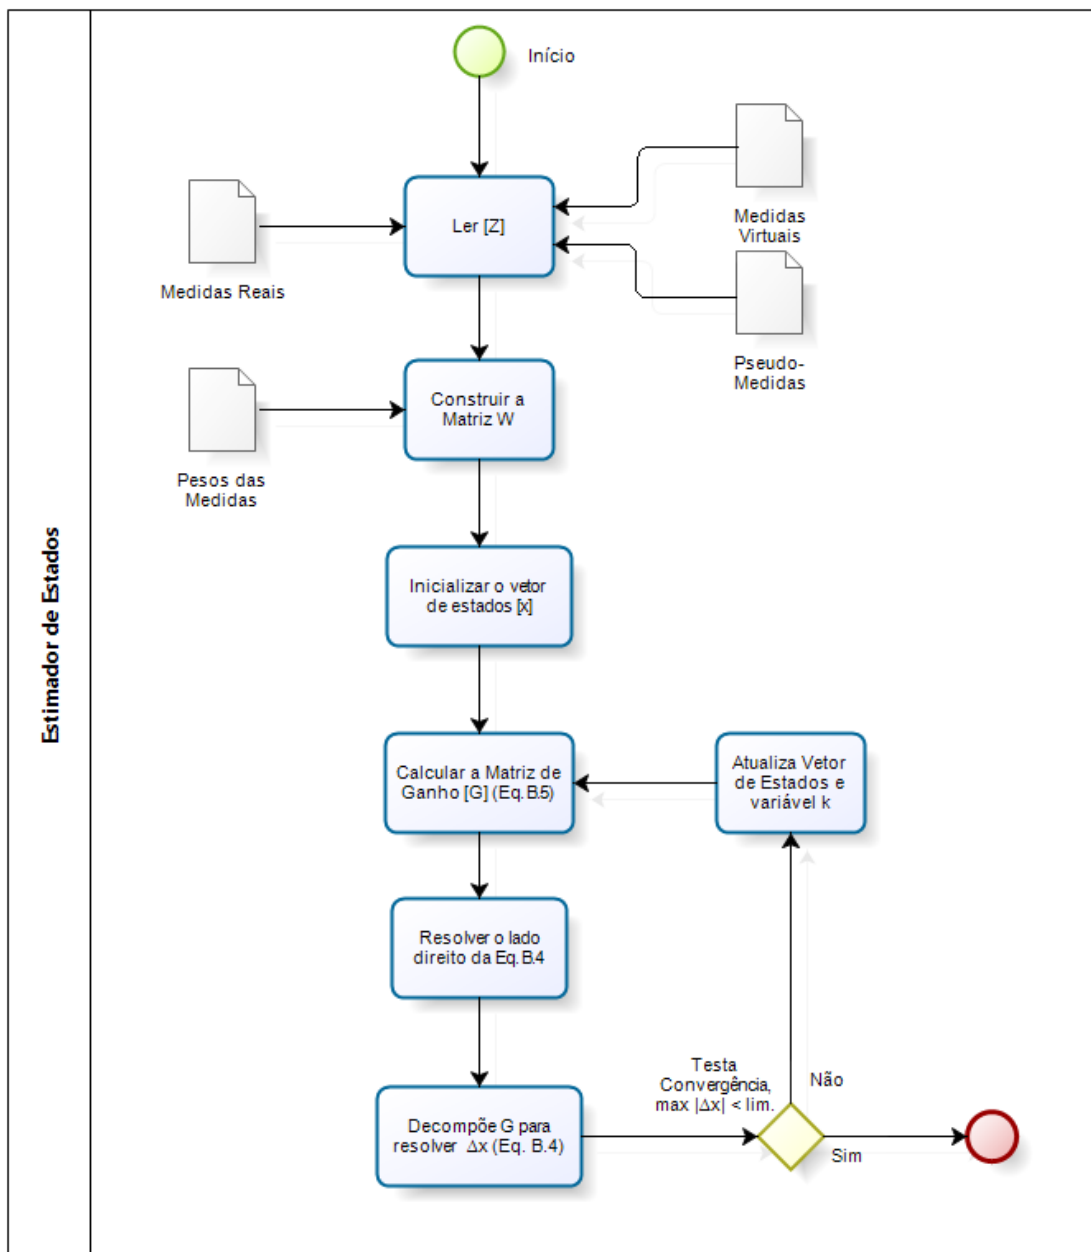 Estimador de Estados
Início
Ler [Z]
Medidas
Virtuais
Medidas Reais
Pseudo-
Medidas
Construir a
Matriz W
Pesos das
Medidas
Inicializar o vetor
de estados [x]
Calcular a Matriz de
Ganho [G] (Eq. B.5)
Atualiza Vetor
de Estados e
variável k
Resolver o lado
direito da Eq. B.4
Testa
Convergência,
max |Δx| < lim.
Não
Decompõe G para
resolver Δx (Eq. B.4)
Sim